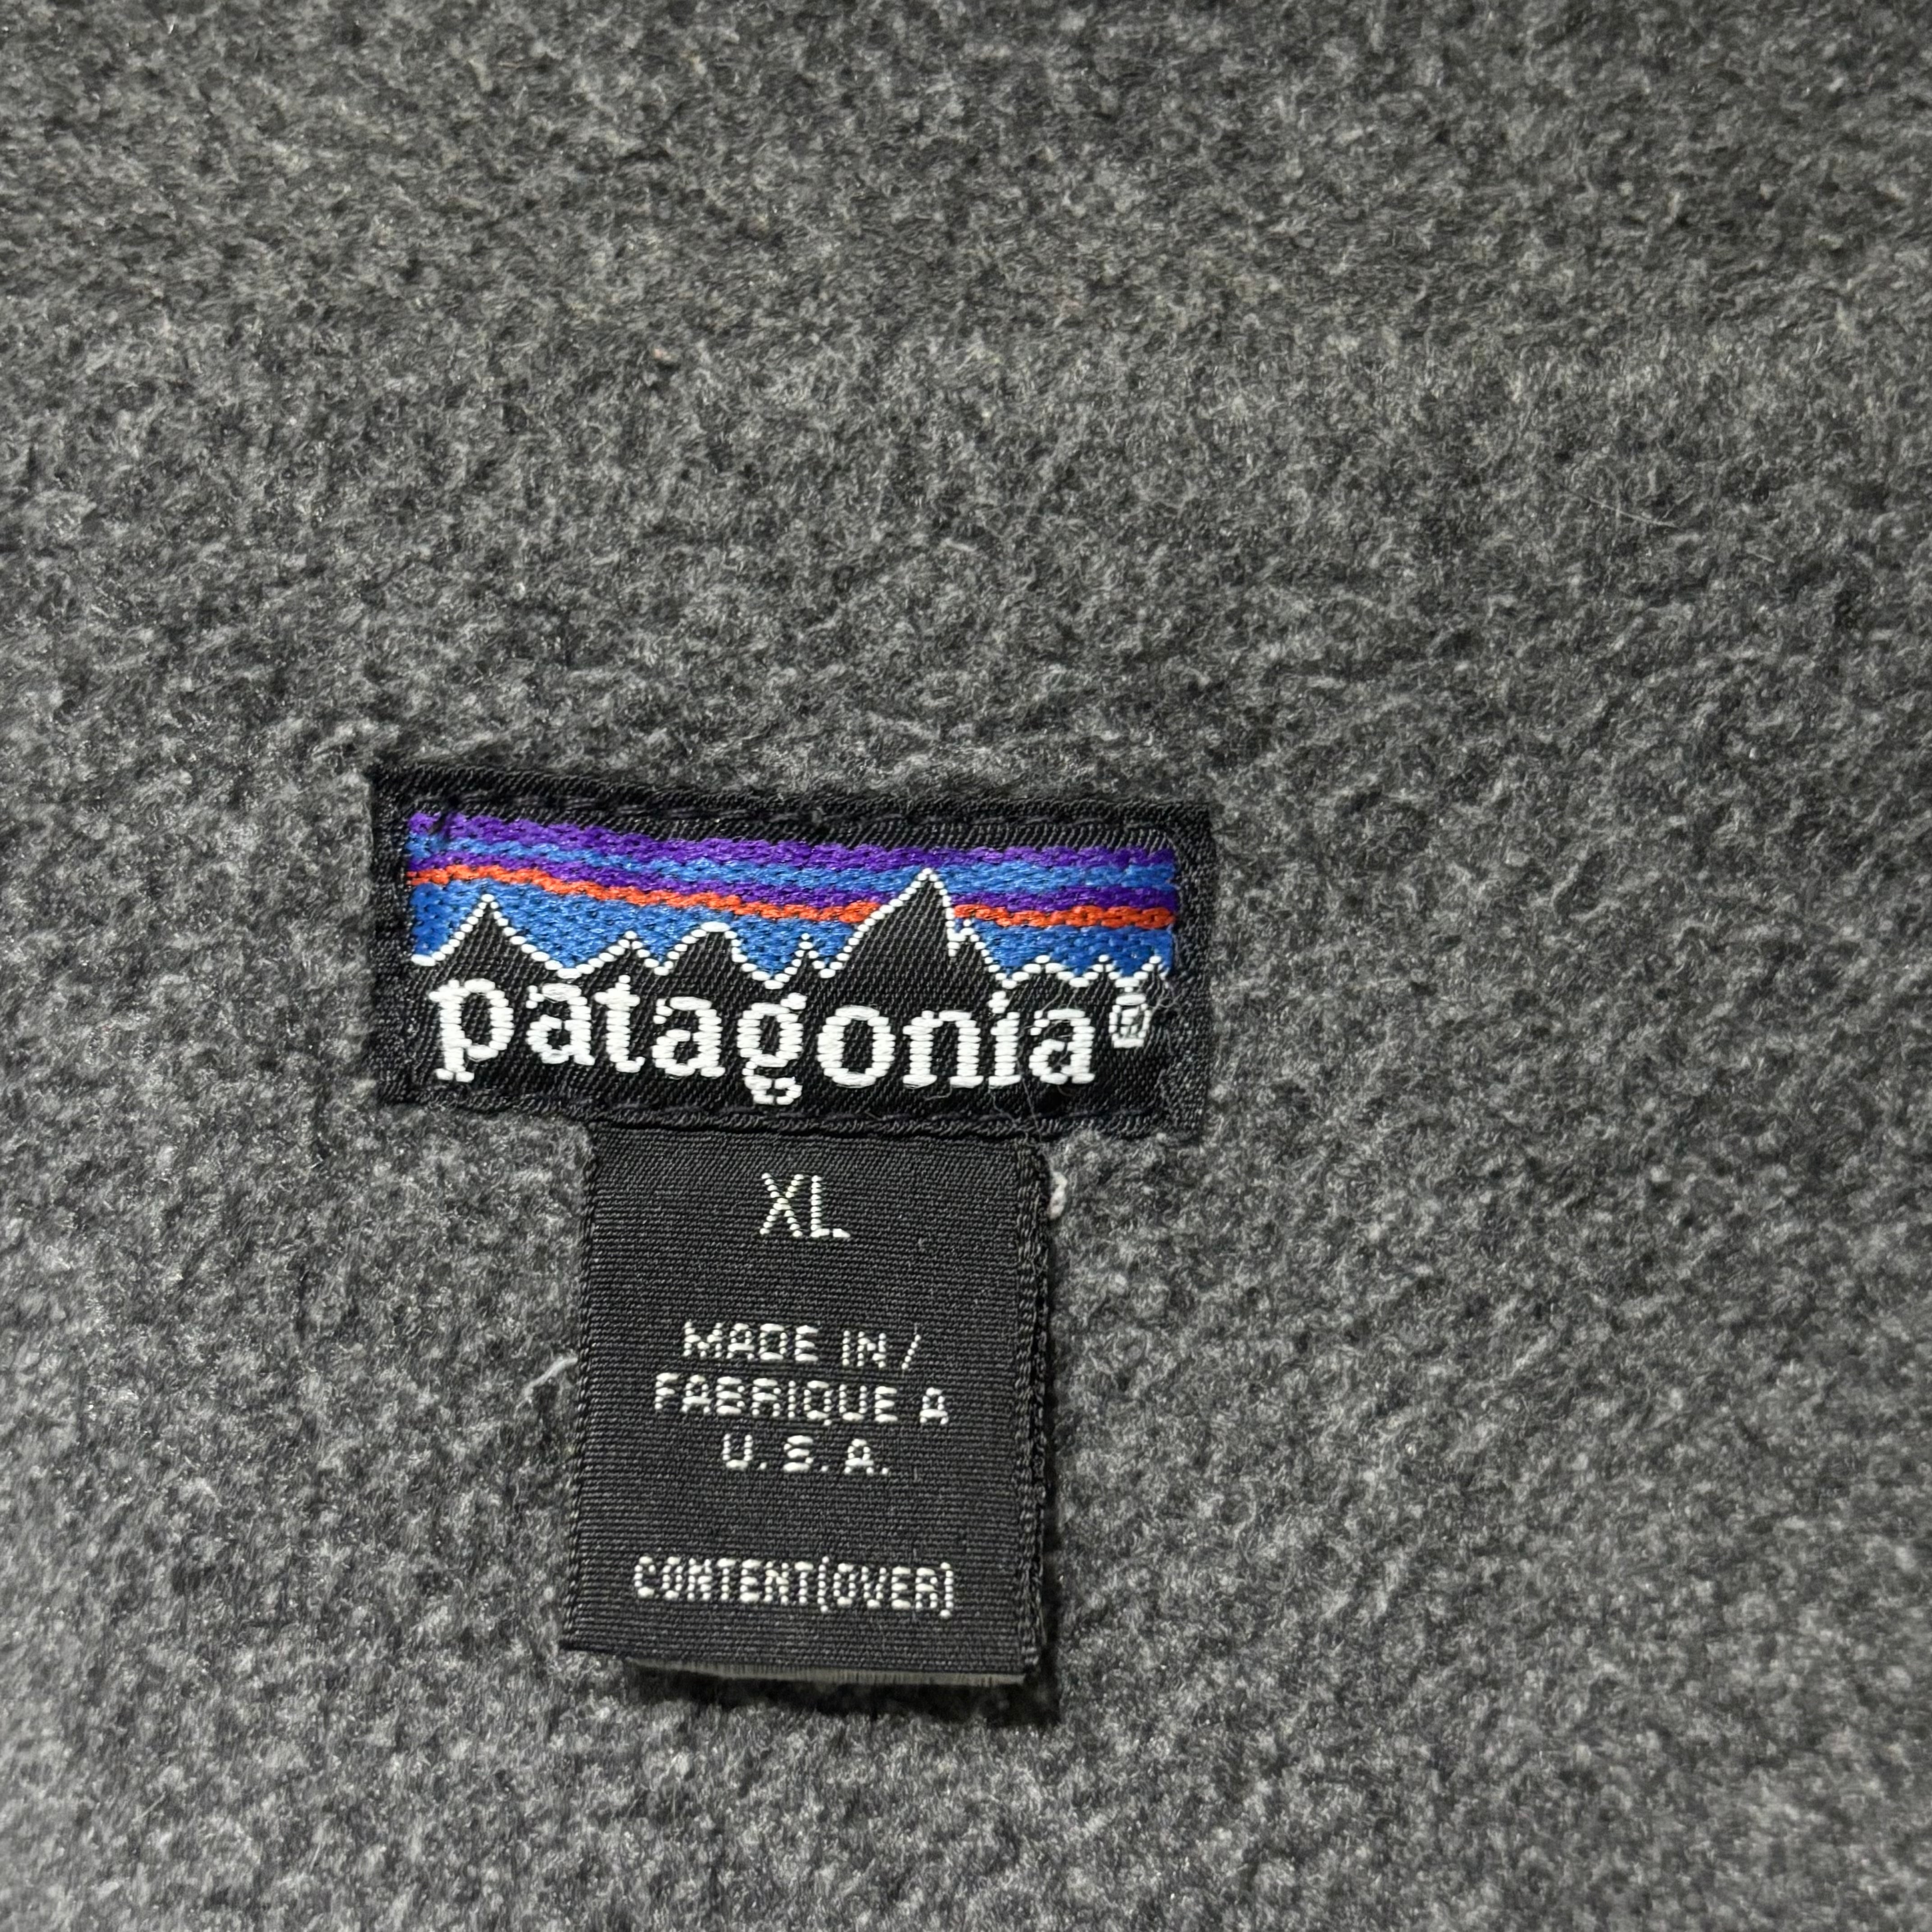 patagonia®
XL
MADE IN /
FABRIQUE A
U.S.A.
CONTENT(OVER)